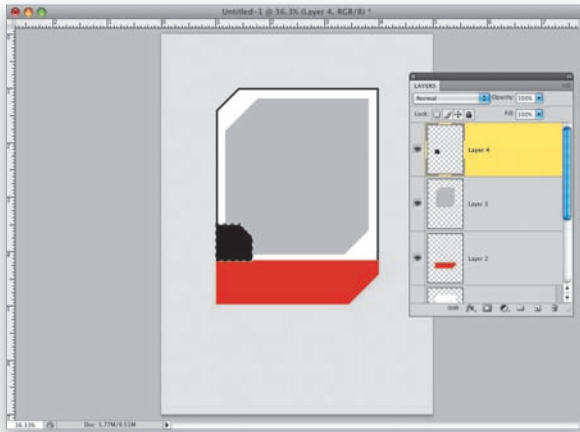 Untitled-1 @ 36.3% (Layer 4, RGB/8) *
LAYERS
Normal Opacity: 100%
Lock: Fill: 100%
Layer 4
Layer 3
Layer 2
36.33% Doc: 5.77M/8.53M